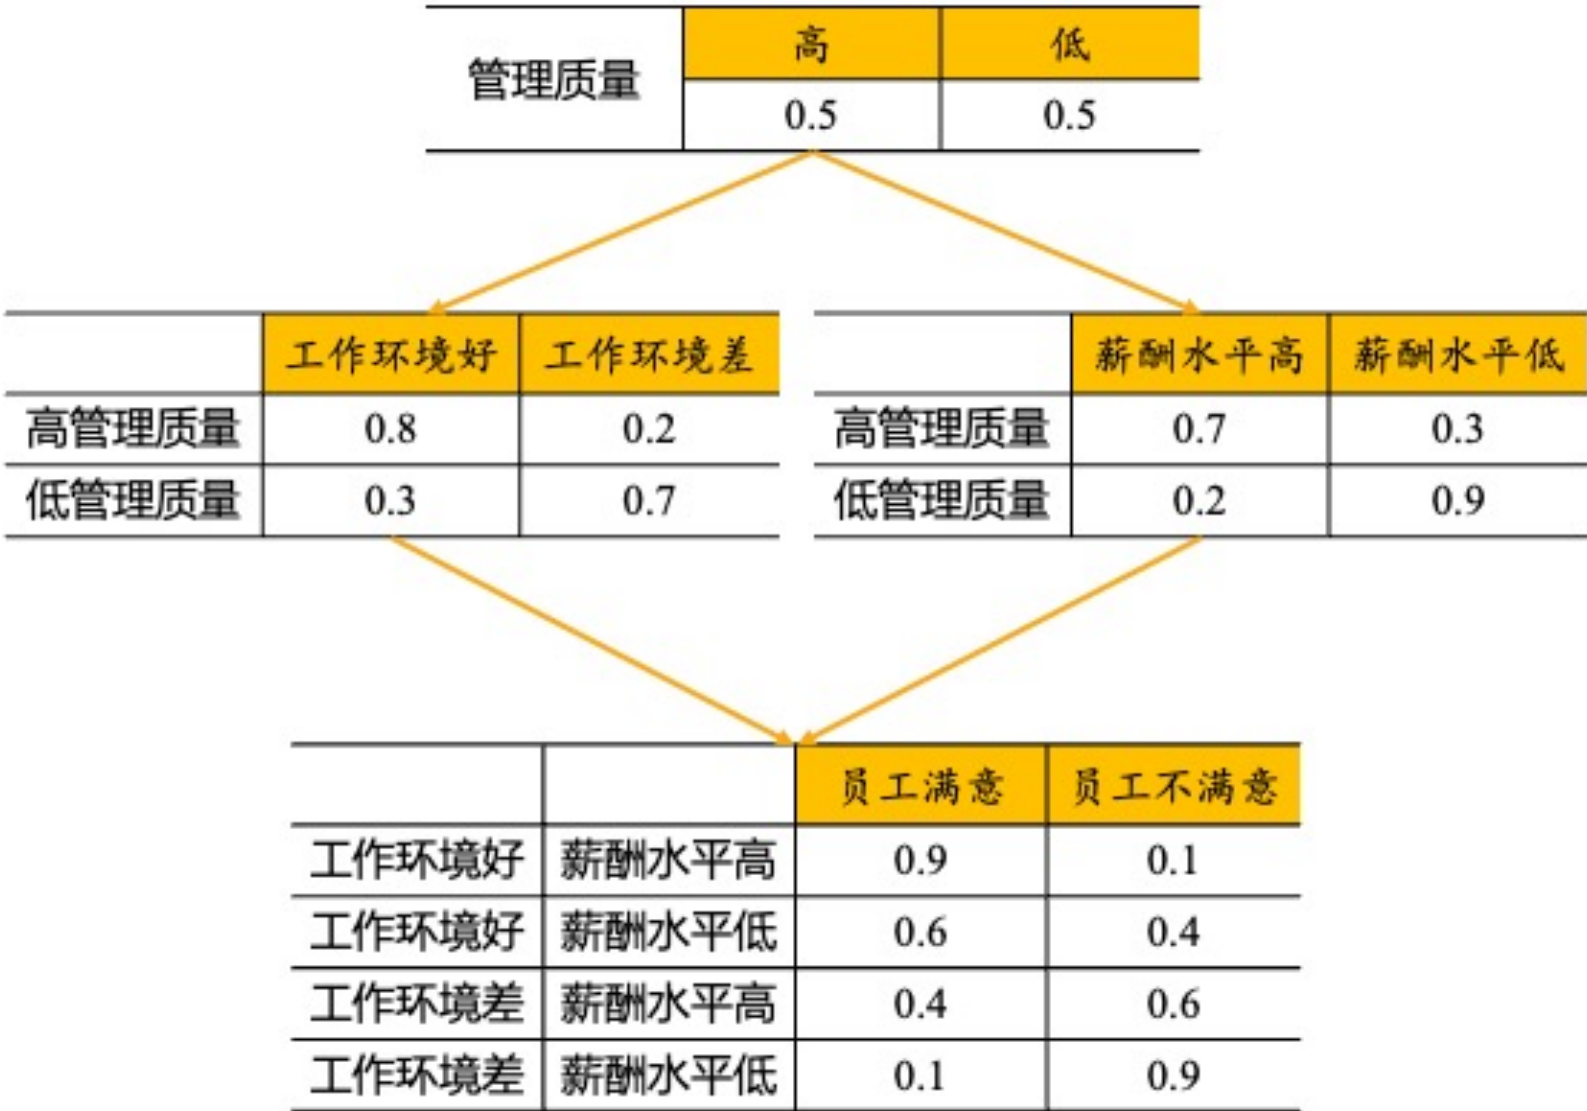 管理质量 高 低
0.5 0.5
工作环境好 工作环境差
高管理质量 0.8 0.2
低管理质量 0.3 0.7
薪酬水平高 薪酬水平低
高管理质量 0.7 0.3
低管理质量 0.2 0.9
员工满意 员工不满意
工作环境好 薪酬水平高 0.9 0.1
工作环境好 薪酬水平低 0.6 0.4
工作环境差 薪酬水平高 0.4 0.6
工作环境差 薪酬水平低 0.1 0.9